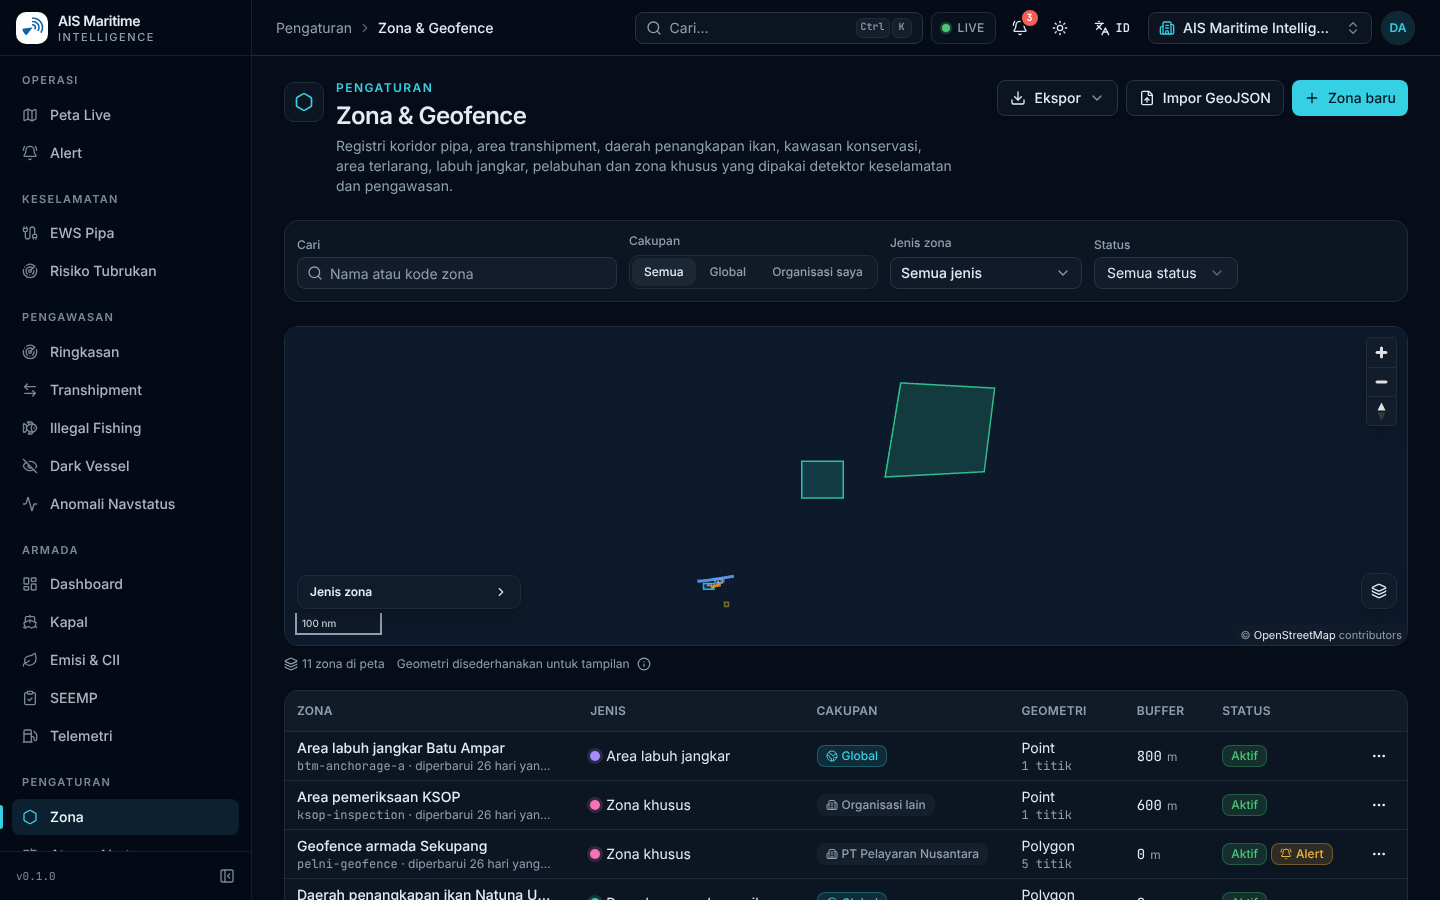 AIS Maritime
INTELLIGENCE
Pengaturan > Zona & Geofence
Cari...
Ctrl K
LIVE
3
ID
AIS Maritime Intellig...
DA
OPERASI
Peta Live
Alert
KESELAMATAN
EWS Pipa
Risiko Tubrukan
PENGAWASAN
Ringkasan
Transhipment
Illegal Fishing
Dark Vessel
Anomali Navstatus
ARMADA
Dashboard
Kapal
Emisi & CII
SEEMP
Telemetri
PENGATURAN
Zona
v0.1.0
PENGATURAN
Zona & Geofence
Registri koridor pipa, area transhipment, daerah penangkapan ikan, kawasan konservasi,
area terlarang, labuh jangkar, pelabuhan dan zona khusus yang dipakai detektor keselamatan
dan pengawasan.
Ekspor
Impor GeoJSON
Zona baru
Cari
Nama atau kode zona
Cakupan
Semua Global Organisasi saya
Jenis zona
Semua jenis
Status
Semua status
Jenis zona
100 nm
© OpenStreetMap contributors
11 zona di peta Geometri disederhanakan untuk tampilan
ZONA JENIS CAKUPAN GEOMETRI BUFFER STATUS
Area labuh jangkar Batu Ampar
btm-anchorage-a · diperbarui 26 hari yan...
Area labuh jangkar
Global
Point
1 titik
800 m
Aktif
Area pemeriksaan KSOP
ksop-inspection · diperbarui 26 hari yan...
Zona khusus
Organisasi lain
Point
1 titik
600 m
Aktif
Geofence armada Sekupang
pelni-geofence · diperbarui 26 hari yang...
Zona khusus
PT Pelayaran Nusantara
Polygon
5 titik
0 m
Aktif
Alert
Daerah penangkapan ikan Natuna U...
Polygon